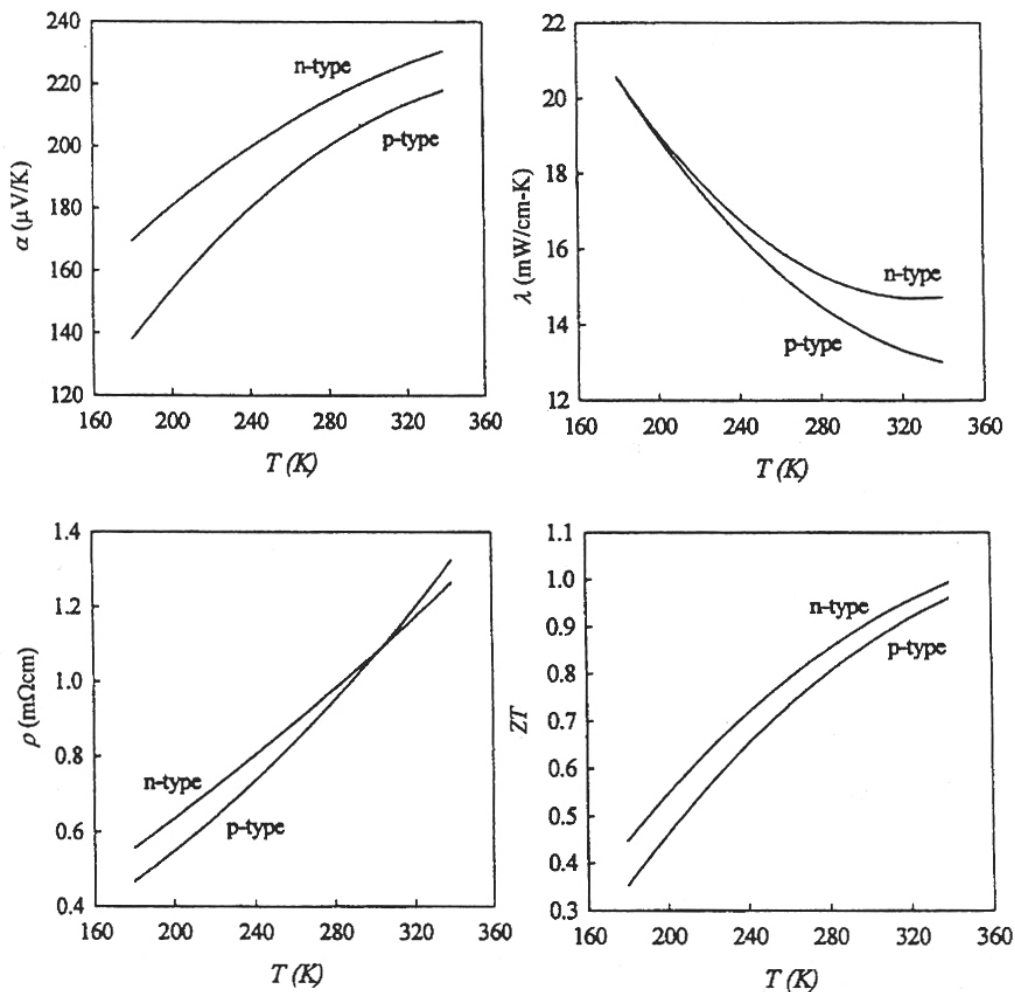 240
220
200
180
160
140
120
α (μV/K)
n-type
p-type
160 200 240 280 320 360
T (K)
22
20
18
16
14
12
λ (mW/cm-K)
n-type
p-type
160 200 240 280 320 360
T (K)
1.4
1.2
1.0
0.8
0.6
0.4
ρ (mΩcm)
n-type
p-type
160 200 240 280 320 360
T (K)
1.1
1.0
0.9
0.8
0.7
0.6
0.5
0.4
0.3
ZT
n-type
p-type
160 200 240 280 320 360
T (K)